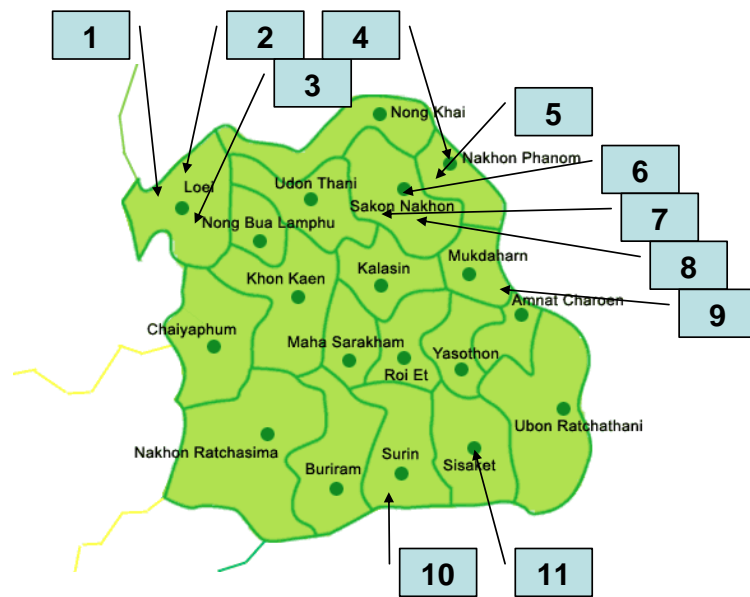 1
2
4
3
Nong Khai
5
Nakhon Phanom
6
Loei
Udon Thani
Sakon Nakhon
7
Nong Bua Lamphu
8
Khon Kaen
Kalasin
Mukdaharn
Amnat Charoen
9
Chaiyaphum
Maha Sarakham
Yasothon
Roi Et
Ubon Ratchathani
Nakhon Ratchasima
Buriram
Surin
Sisaket
10
11